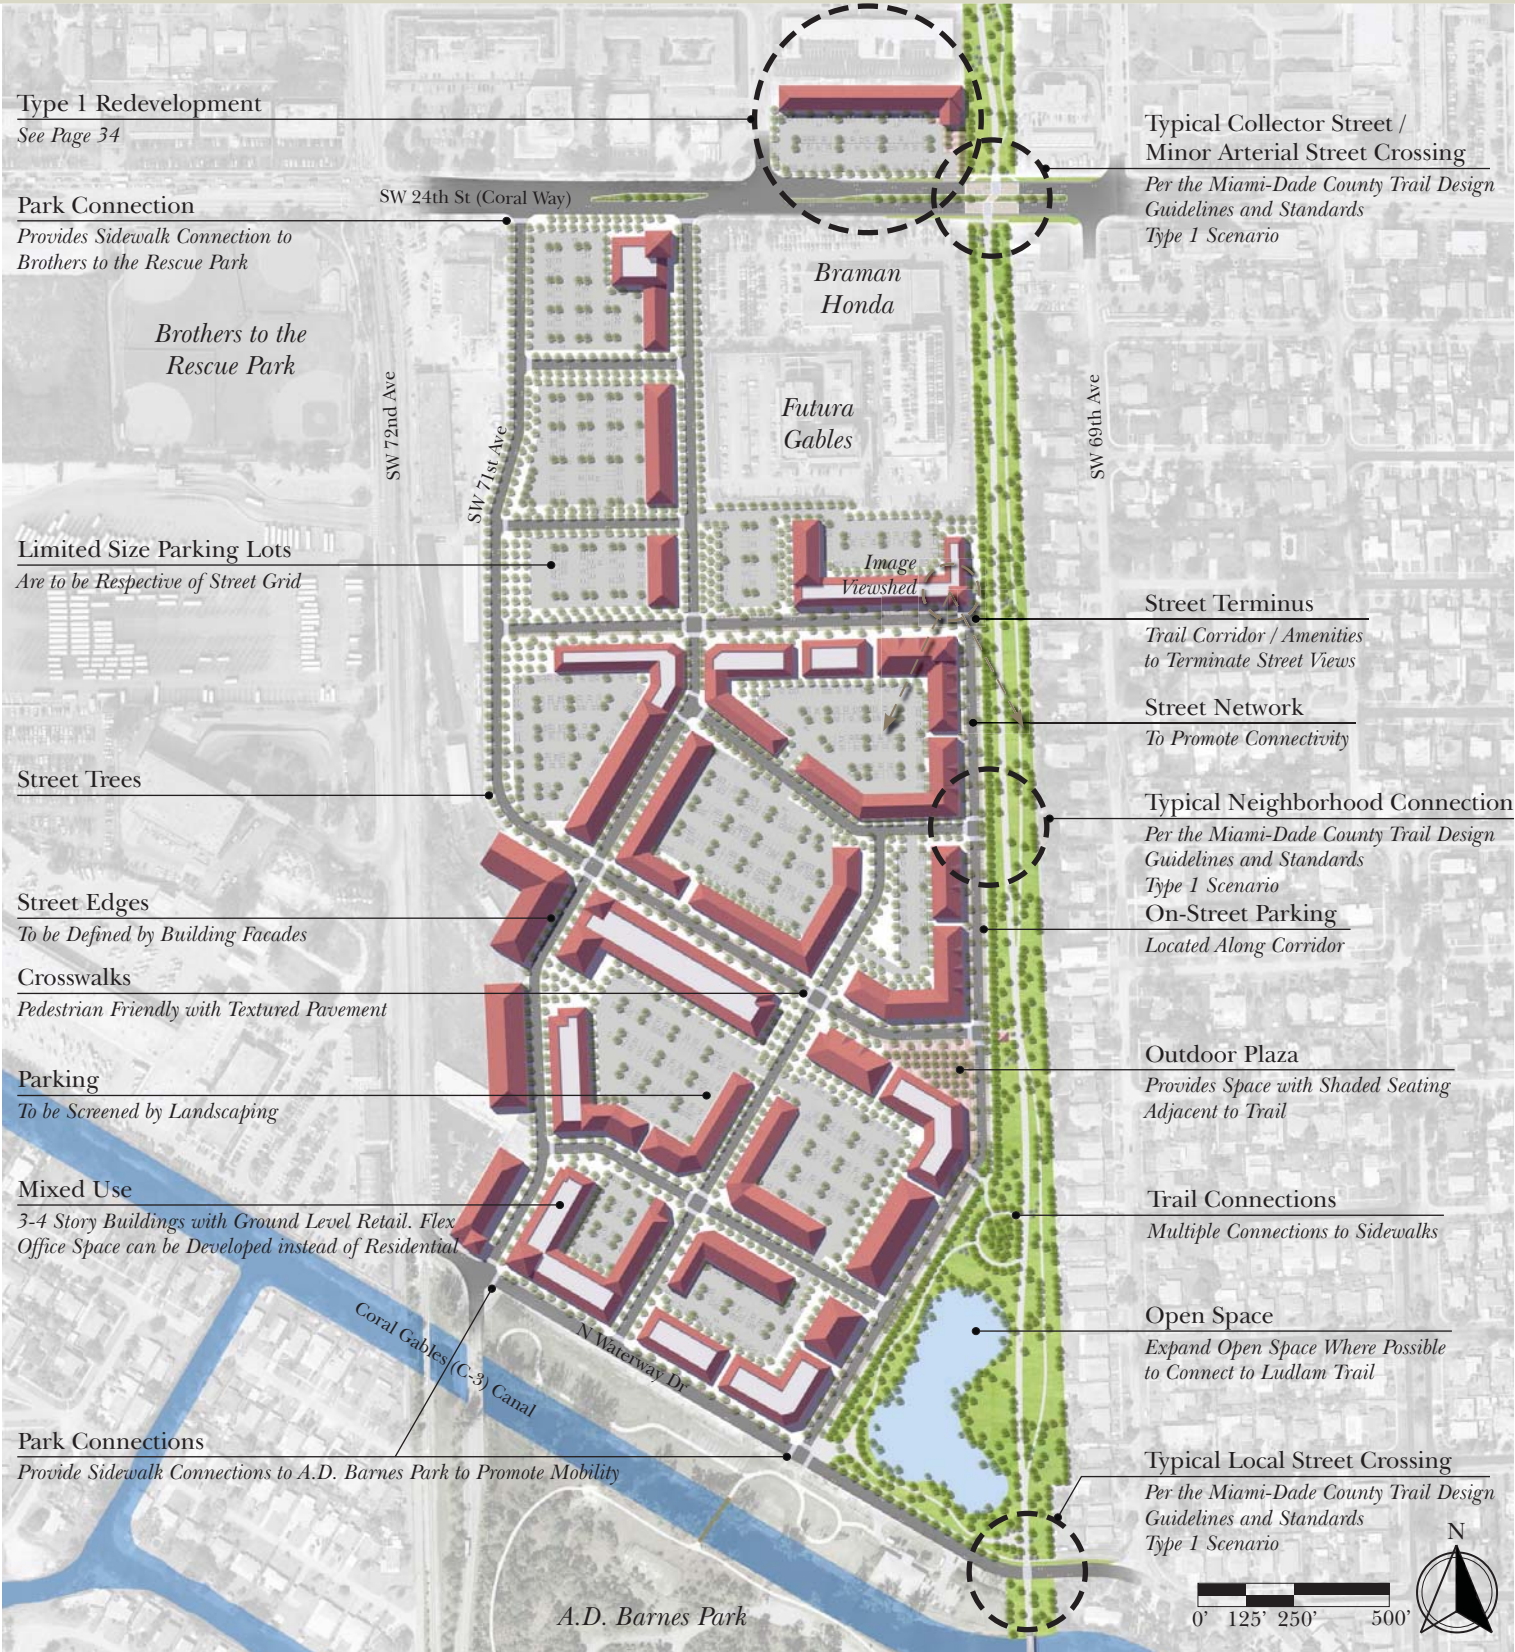 Type 1 Redevelopment
See Page 34
Park Connection
Provides Sidewalk Connection to
Brothers to the Rescue Park
Brothers to the
Rescue Park
Limited Size Parking Lots
Are to be Respective of Street Grid
Street Trees
Street Edges
To be Defined by Building Facades
Crosswalks
Pedestrian Friendly with Textured Pavement
Parking
To be Screened by Landscaping
Mixed Use
3-4 Story Buildings with Ground Level Retail. Flex
Office Space can be Developed instead of Residential
Park Connections
Provide Sidewalk Connections to A.D. Barnes Park to Promote Mobility
SW 24th St (Coral Way)
SW 72nd Ave
SW 71st Ave
Braman
Honda
Futura
Gables
Image
Viewshed
SW 69th Ave
Coral Gables (C-3) Canal
N Waterway Dr
A.D. Barnes Park
Typical Collector Street /
Minor Arterial Street Crossing
Per the Miami-Dade County Trail Design
Guidelines and Standards
Type 1 Scenario
Street Terminus
Trail Corridor / Amenities
to Terminate Street Views
Street Network
To Promote Connectivity
Typical Neighborhood Connection
Per the Miami-Dade County Trail Design
Guidelines and Standards
Type 1 Scenario
On-Street Parking
Located Along Corridor
Outdoor Plaza
Provides Space with Shaded Seating
Adjacent to Trail
Trail Connections
Multiple Connections to Sidewalks
Open Space
Expand Open Space Where Possible
to Connect to Ludlam Trail
Typical Local Street Crossing
Per the Miami-Dade County Trail Design
Guidelines and Standards
Type 1 Scenario
N
0' 125' 250' 500'